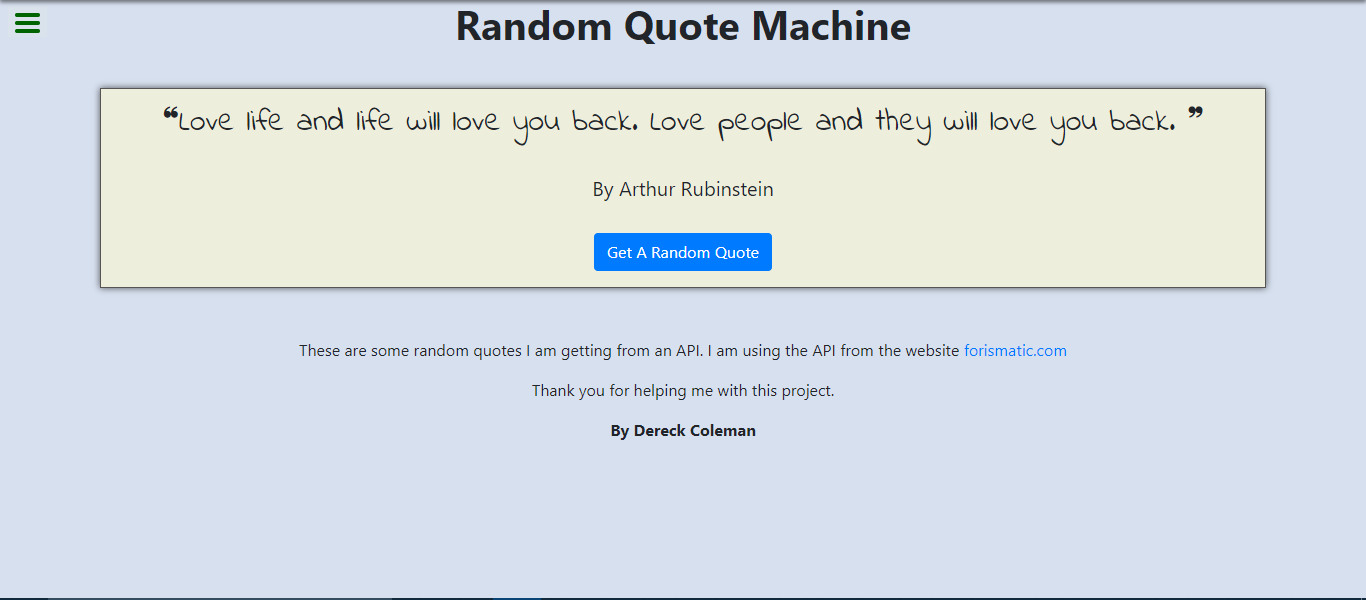 Random Quote Machine
❝Love life and life will love you back. Love people and they will love you back. ❞
By Arthur Rubinstein
Get A Random Quote
These are some random quotes I am getting from an API. I am using the API from the website forismatic.com
Thank you for helping me with this project.
By Dereck Coleman